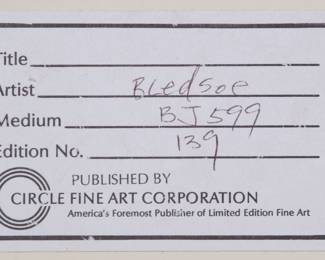 Title
Artist Bledsoe
Medium BJ599
Edition No. 139
PUBLISHED BY
CIRCLE FINE ART CORPORATION
America's Foremost Publisher of Limited Edition Fine Art